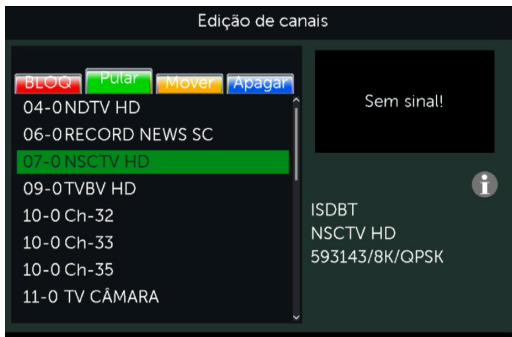 Edição de canais
BLOQ Pular Mover Apagar
04-0 NDTV HD
06-0 RECORD NEWS SC
07-0 NSCTV HD
09-0 TVBV HD
10-0 Ch-32
10-0 Ch-33
10-0 Ch-35
11-0 TV CÂMARA
Sem sinal!
ISDBT
NSCTV HD
593143/8K/QPSK